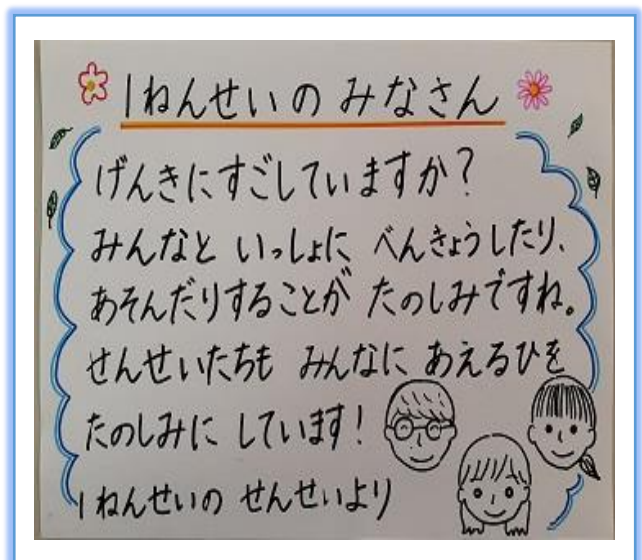 1ねんせいの みなさん
げんきにすごしていますか？
みんなと いっしょに べんきょうしたり、
あそんだりすることが たのしみですね。
せんせいたちも みんなに あえるひを
たのしみに しています！
1ねんせいの せんせいより